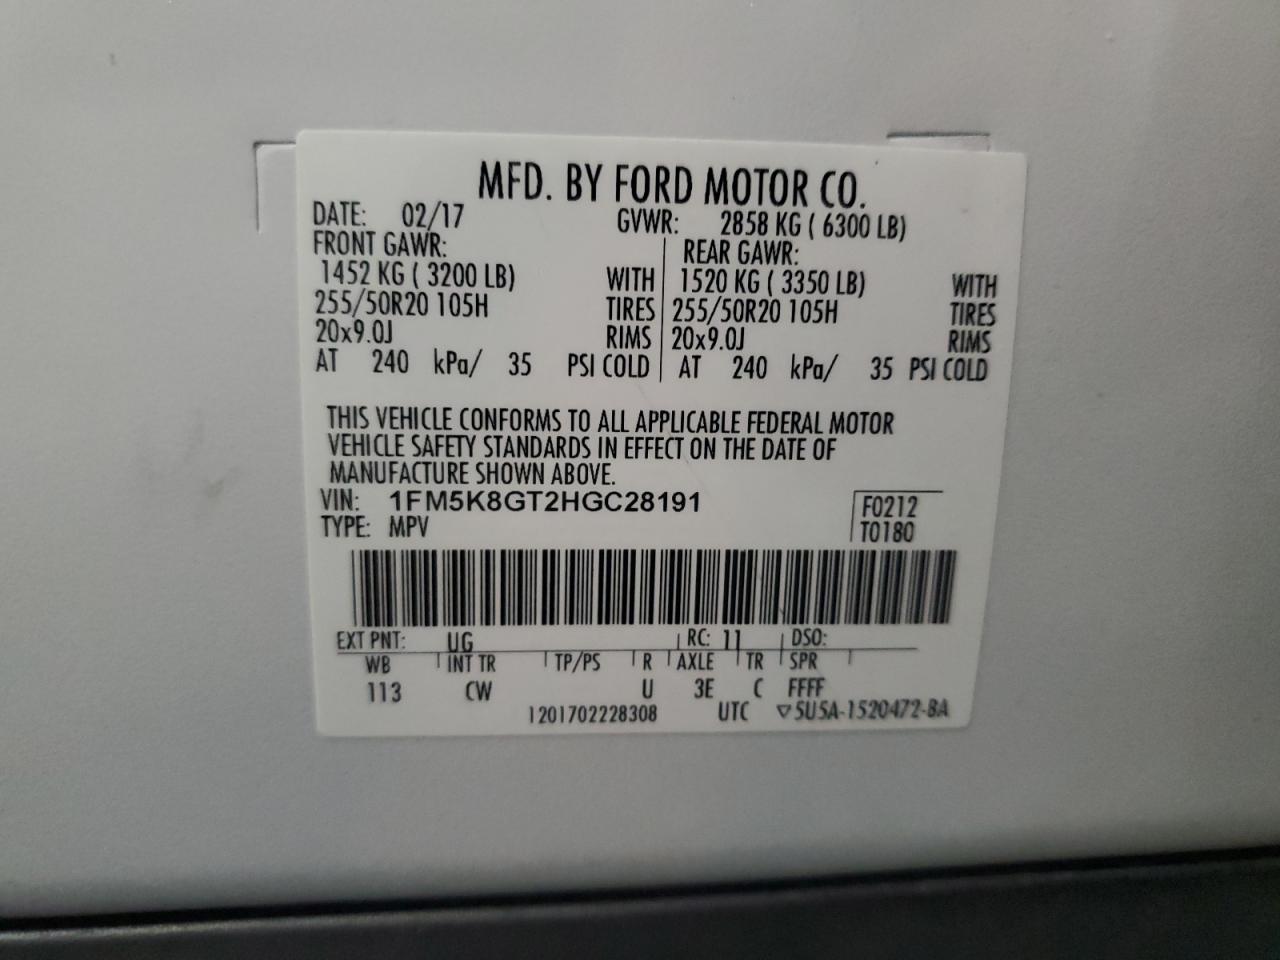 MFD. BY FORD MOTOR CO.
DATE: 02/17 GVWR: 2858 KG ( 6300 LB)
FRONT GAWR: REAR GAWR:
1452 KG ( 3200 LB) WITH 1520 KG ( 3350 LB) WITH
255/50R20 105H TIRES 255/50R20 105H TIRES
20x9.0J RIMS 20x9.0J RIMS
AT 240 kPa/ 35 PSI COLD AT 240 kPa/ 35 PSI COLD
THIS VEHICLE CONFORMS TO ALL APPLICABLE FEDERAL MOTOR
VEHICLE SAFETY STANDARDS IN EFFECT ON THE DATE OF
MANUFACTURE SHOWN ABOVE.
VIN: 1FM5K8GT2HGC28191 F0212
TYPE: MPV T0180
EXT PNT: UG RC: 11 DSO:
WB INT TR TP/PS R AXLE TR SPR
113 CW U 3E C FFFF
1201702228308 UTC ▽5U5A-1520472-BA